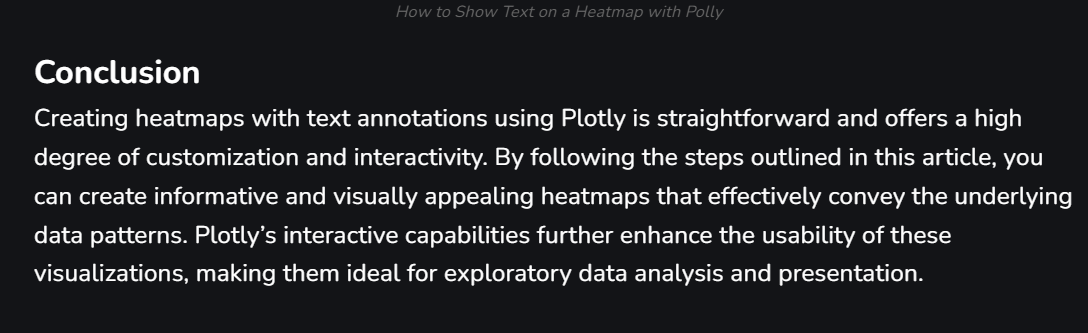 How to Show Text on a Heatmap with Polly
Conclusion
Creating heatmaps with text annotations using Plotly is straightforward and offers a high
degree of customization and interactivity. By following the steps outlined in this article, you
can create informative and visually appealing heatmaps that effectively convey the underlying
data patterns. Plotly’s interactive capabilities further enhance the usability of these
visualizations, making them ideal for exploratory data analysis and presentation.